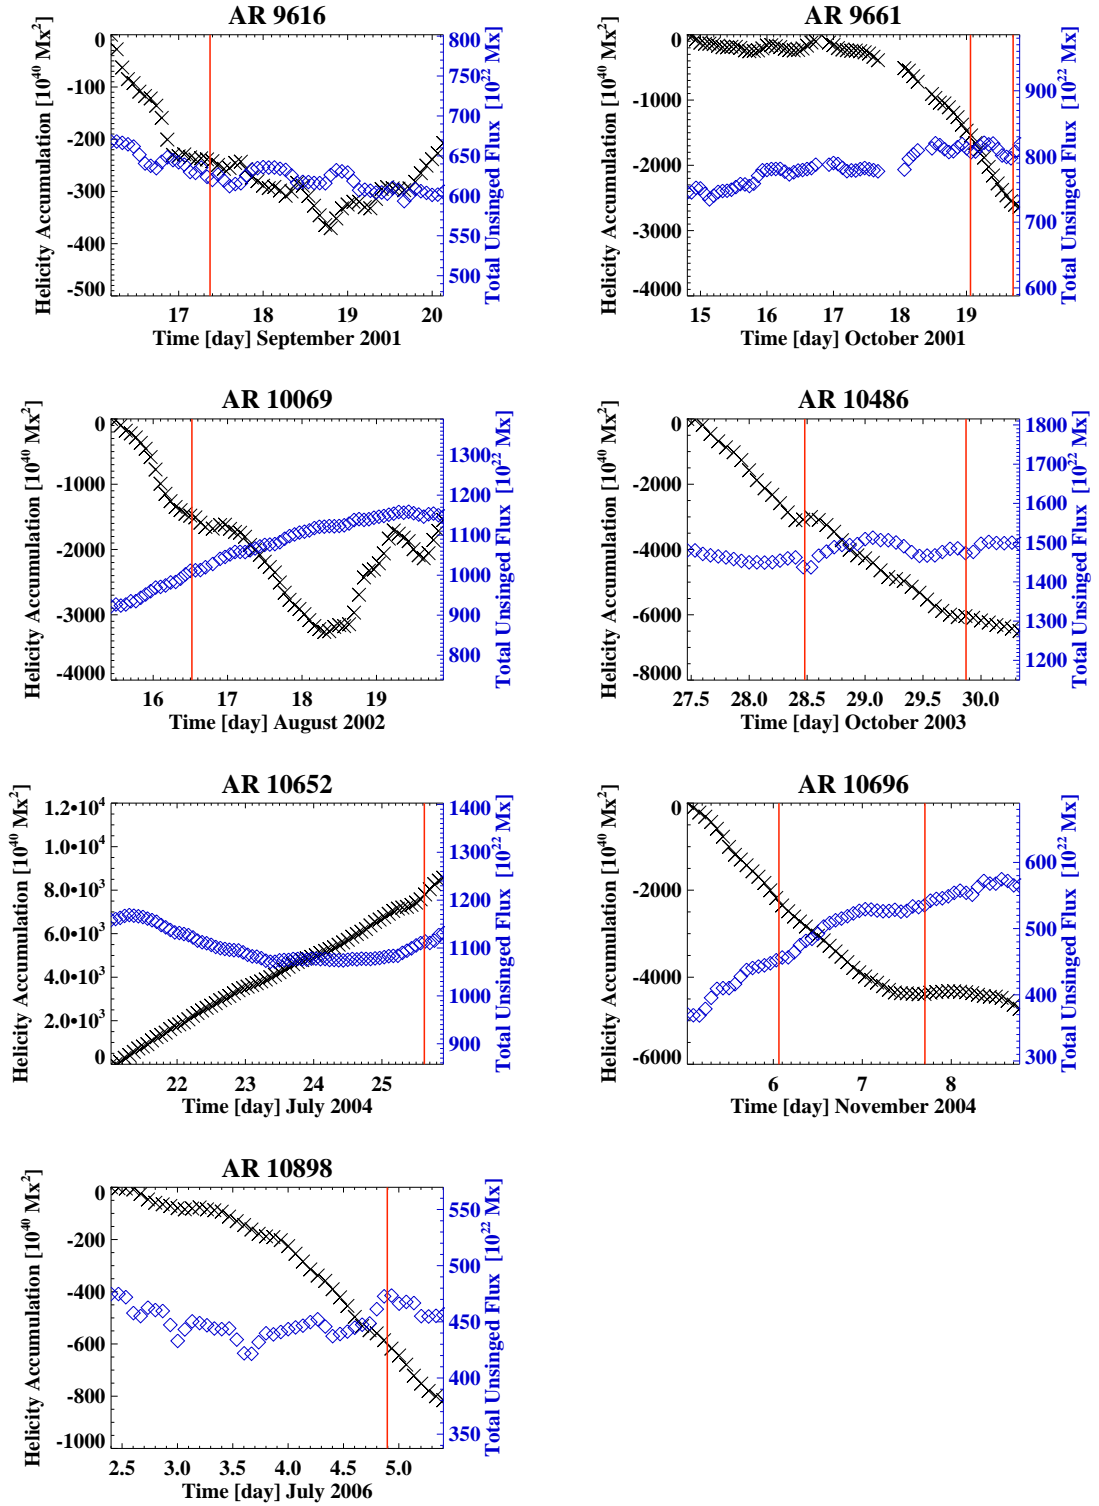 AR 9616
Helicity Accumulation [10^40 Mx^2]
0
-100
-200
-300
-400
-500
800
750
700
650
600
550
500
Total Unsinged Flux [10^22 Mx]
17 18 19 20
Time [day] September 2001
AR 9661
Helicity Accumulation [10^40 Mx^2]
0
-1000
-2000
-3000
-4000
900
800
700
600
Total Unsinged Flux [10^22 Mx]
15 16 17 18 19
Time [day] October 2001
AR 10069
Helicity Accumulation [10^40 Mx^2]
0
-1000
-2000
-3000
-4000
1300
1200
1100
1000
900
800
Total Unsinged Flux [10^22 Mx]
16 17 18 19
Time [day] August 2002
AR 10486
Helicity Accumulation [10^40 Mx^2]
0
-2000
-4000
-6000
-8000
1800
1700
1600
1500
1400
1300
1200
Total Unsinged Flux [10^22 Mx]
27.5 28.0 28.5 29.0 29.5 30.0
Time [day] October 2003
AR 10652
Helicity Accumulation [10^40 Mx^2]
1.2•10^4
1.0•10^4
8.0•10^3
6.0•10^3
4.0•10^3
2.0•10^3
0
1400
1300
1200
1100
1000
900
Total Unsinged Flux [10^22 Mx]
22 23 24 25
Time [day] July 2004
AR 10696
Helicity Accumulation [10^40 Mx^2]
0
-2000
-4000
-6000
600
500
400
300
Total Unsinged Flux [10^22 Mx]
6 7 8
Time [day] November 2004
AR 10898
Helicity Accumulation [10^40 Mx^2]
0
-200
-400
-600
-800
-1000
550
500
450
400
350
Total Unsinged Flux [10^22 Mx]
2.5 3.0 3.5 4.0 4.5 5.0
Time [day] July 2006